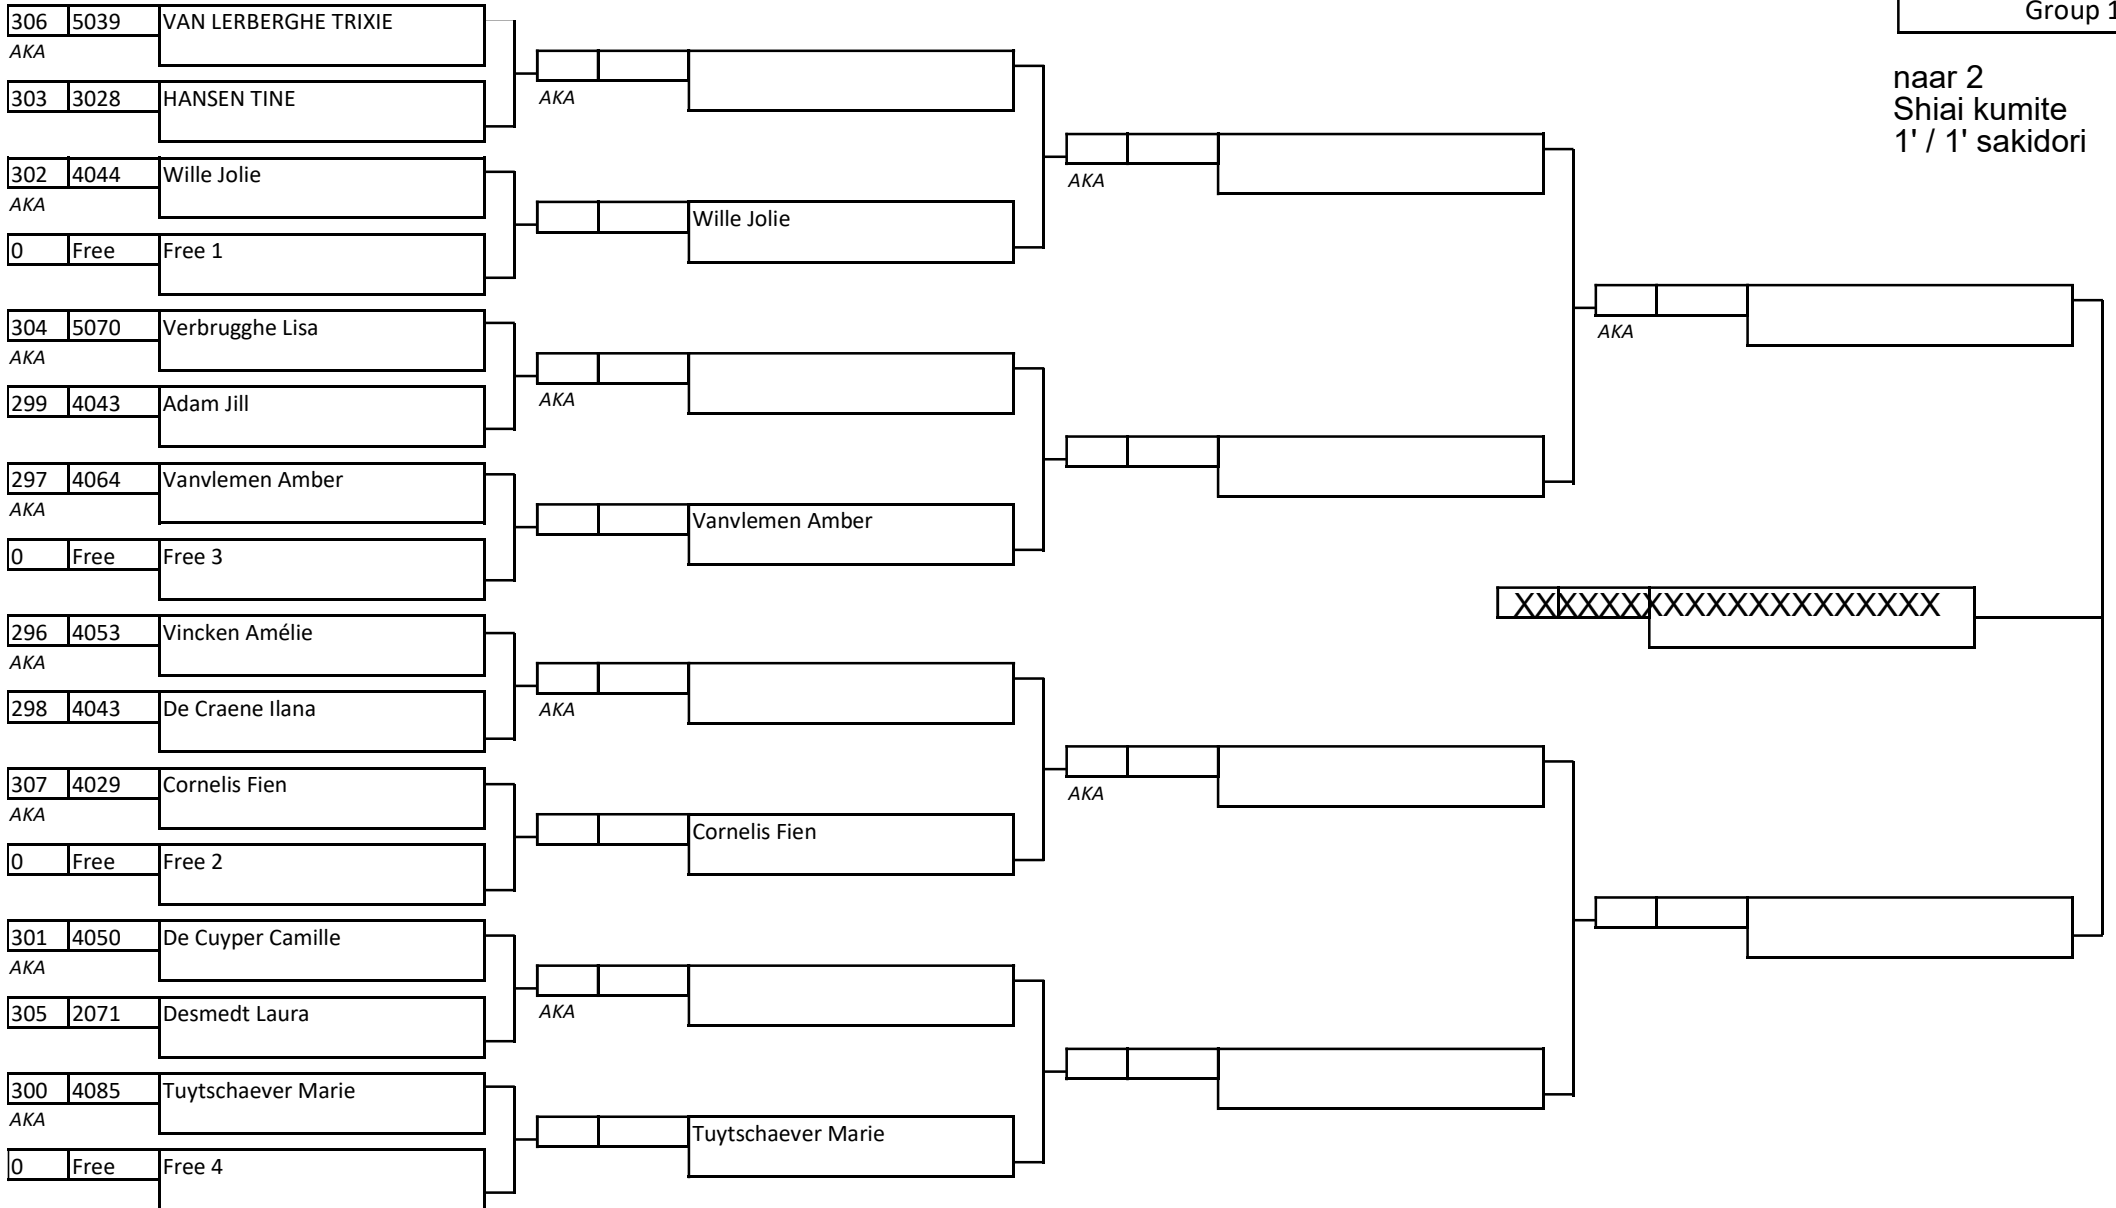 Group 1
naar 2
Shiai kumite
1' / 1' sakidori
306 5039 VAN LERBERGHE TRIXIE
AKA
303 3028 HANSEN TINE
AKA
302 4044 Wille Jolie
AKA
AKA
Wille Jolie
0 Free Free 1
304 5070 Verbrugghe Lisa
AKA
AKA
299 4043 Adam Jill
AKA
297 4064 Vanvlemen Amber
AKA
Vanvlemen Amber
0 Free Free 3
XXXXXXXXXXXXXXXXXXXX
296 4053 Vincken Amélie
AKA
298 4043 De Craene Ilana
AKA
307 4029 Cornelis Fien
AKA
AKA
Cornelis Fien
0 Free Free 2
301 4050 De Cuyper Camille
AKA
305 2071 Desmedt Laura
AKA
300 4085 Tuytschaever Marie
AKA
Tuytschaever Marie
0 Free Free 4